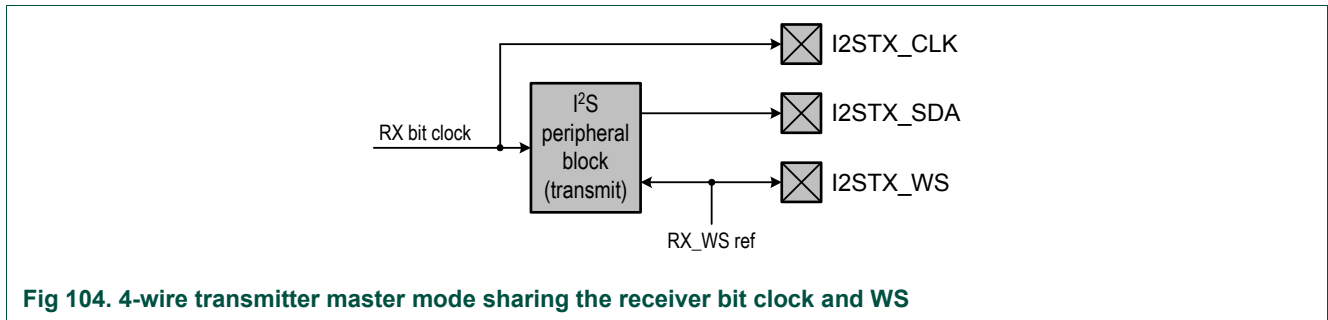 I2STX_CLK
I²S
peripheral
block
(transmit)
I2STX_SDA
RX bit clock
I2STX_WS
RX_WS ref
Fig 104. 4-wire transmitter master mode sharing the receiver bit clock and WS